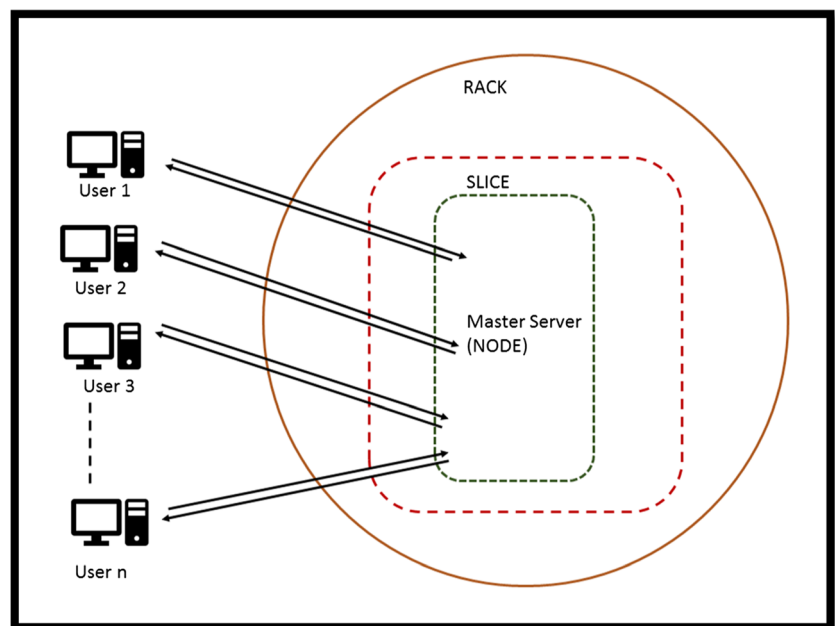 RACK
SLICE
User 1
User 2
Master Server
(NODE)
User 3
User n